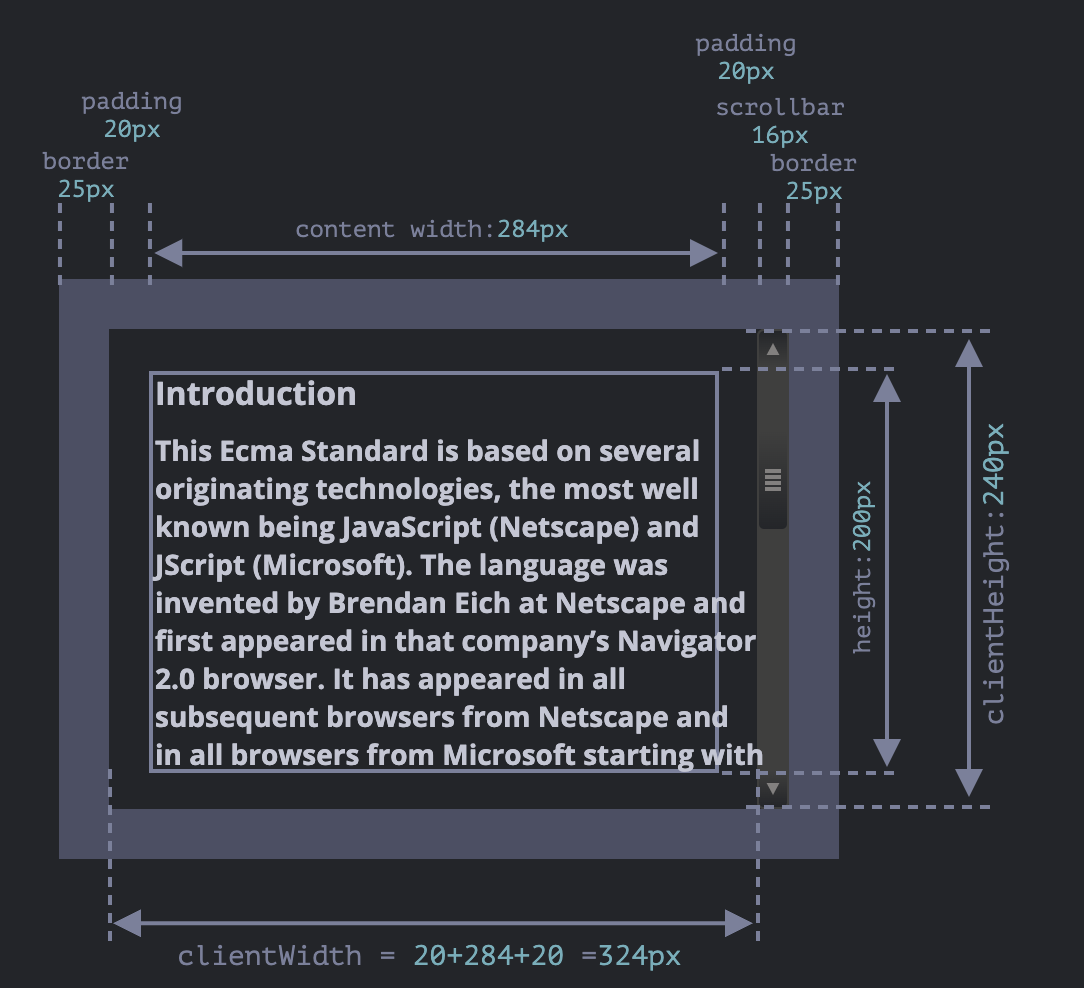 padding
20px
padding
20px
scrollbar
16px
border
25px
border
25px
content width:284px
Introduction
This Ecma Standard is based on several
originating technologies, the most well
known being JavaScript (Netscape) and
JScript (Microsoft). The language was
invented by Brendan Eich at Netscape and
first appeared in that company’s Navigator
2.0 browser. It has appeared in all
subsequent browsers from Netscape and
in all browsers from Microsoft starting with
height:200px
clientHeight:240px
clientWidth = 20+284+20 =324px